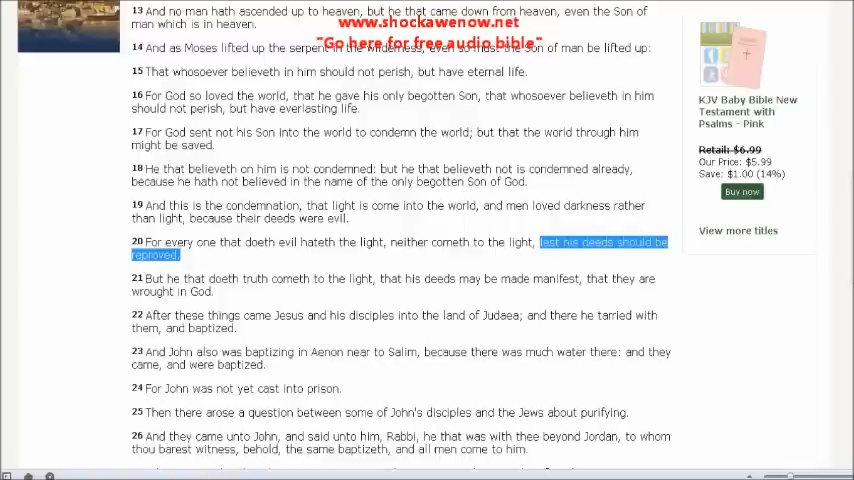 13 And no man hath ascended up to heaven, but he that came down from heaven, even the Son of
man which is in heaven.
www.shockawenow.net
"Go here for free audio bible"
14 And as Moses lifted up the serpent in the wilderness, even so must the Son of man be lifted up:
15 That whosoever believeth in him should not perish, but have eternal life.
16 For God so loved the world, that he gave his only begotten Son, that whosoever believeth in him
should not perish, but have everlasting life.
17 For God sent not his Son into the world to condemn the world; but that the world through him
might be saved.
18 He that believeth on him is not condemned: but he that believeth not is condemned already,
because he hath not believed in the name of the only begotten Son of God.
19 And this is the condemnation, that light is come into the world, and men loved darkness rather
than light, because their deeds were evil.
20 For every one that doeth evil hateth the light, neither cometh to the light, lest his deeds should be
reproved.
21 But he that doeth truth cometh to the light, that his deeds may be made manifest, that they are
wrought in God.
22 After these things came Jesus and his disciples into the land of Judaea; and there he tarried with
them, and baptized.
23 And John also was baptizing in Aenon near to Salim, because there was much water there: and they
came, and were baptized.
24 For John was not yet cast into prison.
25 Then there arose a question between some of John's disciples and the Jews about purifying.
26 And they came unto John, and said unto him, Rabbi, he that was with thee beyond Jordan, to whom
thou barest witness, behold, the same baptizeth, and all men come to him.
KJV Baby Bible New
Testament with
Psalms - Pink
Retail: $6.99
Our Price: $5.99
Save: $1.00 (14%)
Buy now
View more titles